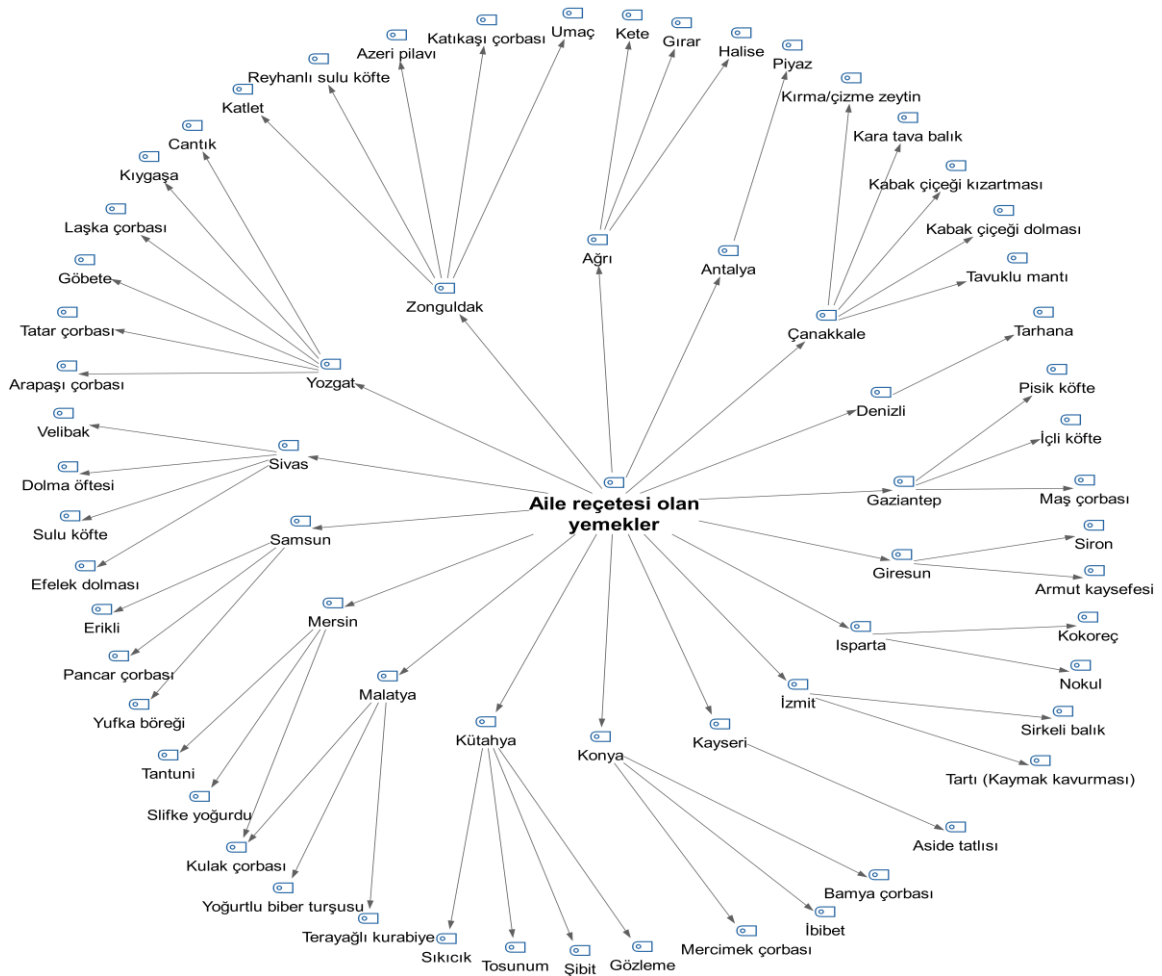 Umaç
Kete
Katıkaşı çorbası
Gırar
Halise
Azeri pilavı
Piyaz
Reyhanlı sulu köfte
Kırma/çizme zeytin
Katlet
Kara tava balık
Cantık
Kıygaşa
Kabak çiçeği kızartması
Laşka çorbası
Kabak çiçeği dolması
Ağrı
Antalya
Göbete
Tavuklu mantı
Zonguldak
Tatar çorbası
Çanakkale
Tarhana
Arapaşı çorbası
Yozgat
Pisik köfte
Denizli
Velibak
İçli köfte
Sivas
Dolma öftesi
Gaziantep
Maş çorbası
Aile reçetesi olan
yemekler
Sulu köfte
Samsun
Siron
Giresun
Efelek dolması
Armut kaysefesi
Erikli
Mersin
Kokoreç
Isparta
Pancar çorbası
Nokul
Malatya
İzmit
Yufka böreği
Sirkeli balık
Kütahya
Kayseri
Konya
Tantuni
Tartı (Kaymak kavurması)
Slifke yoğurdu
Aside tatlısı
Kulak çorbası
Bamya çorbası
Yoğurtlu biber turşusu
İbibet
Terayağlı kurabiye
Mercimek çorbası
Sıkıcık
Tosunum
Şibit
Gözleme